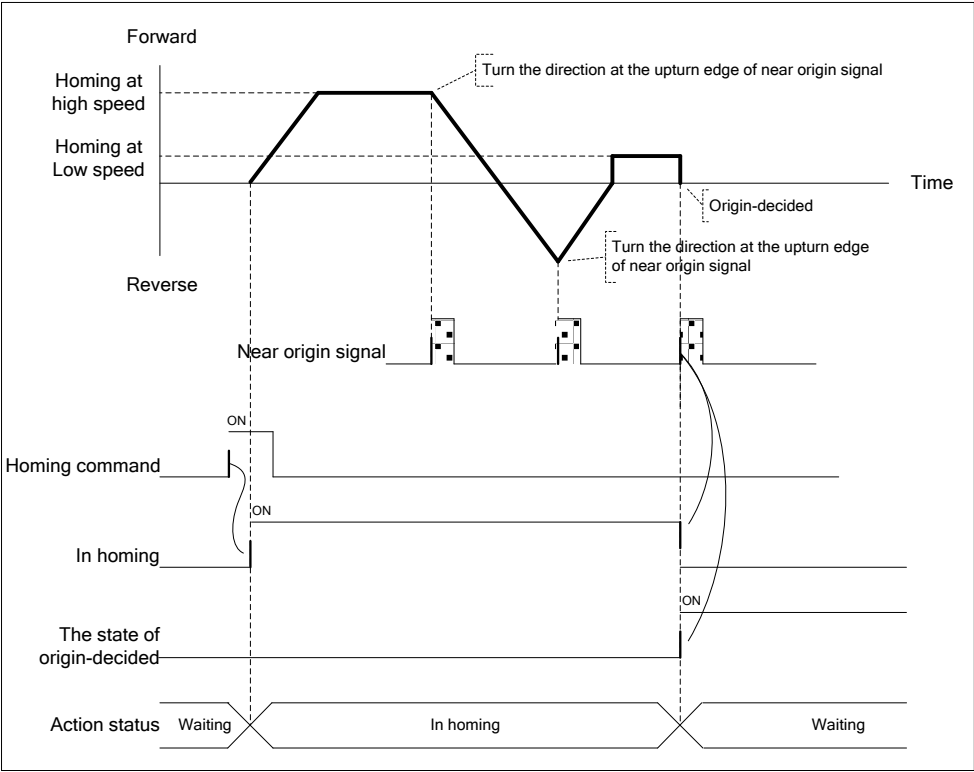 Forward
Turn the direction at the upturn edge of near origin signal
Homing at
high speed
Homing at
Low speed
Time
Origin-decided
Turn the direction at the upturn edge
of near origin signal
Reverse
Near origin signal
ON
Homing command
ON
In homing
ON
The state of
origin-decided
Action status
Waiting
In homing
Waiting